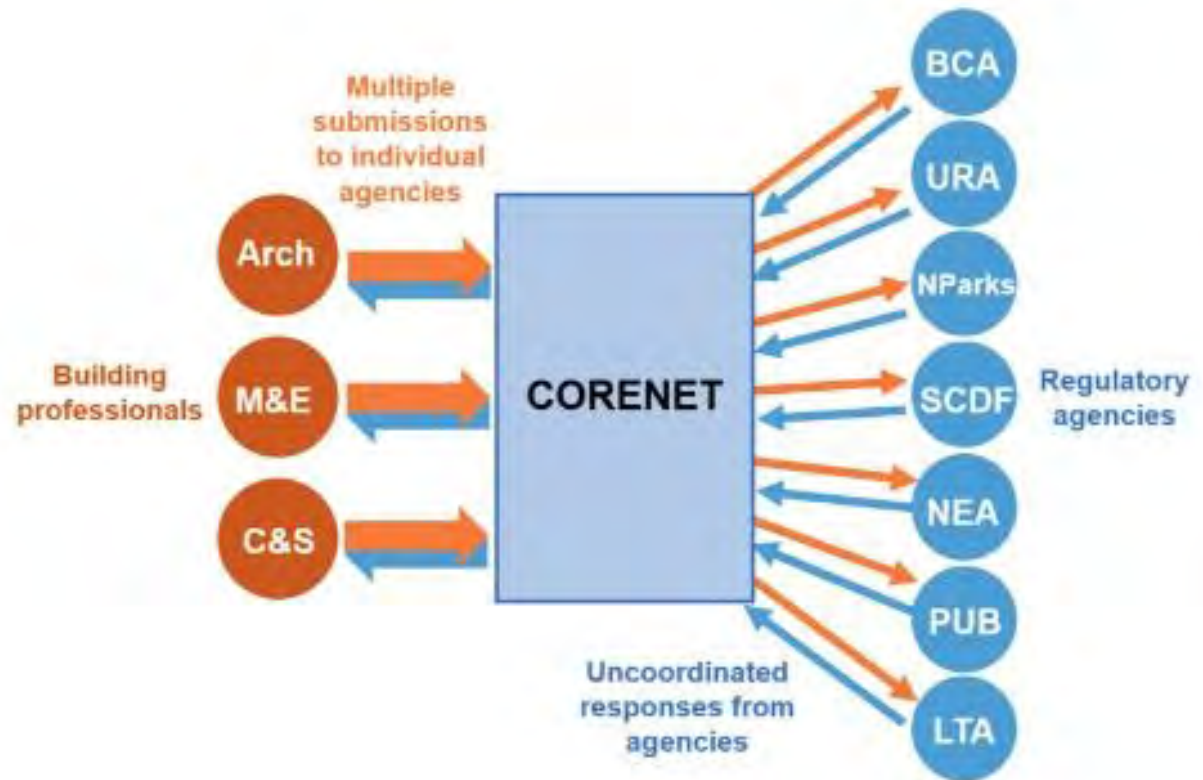 Multiple
submissions
to individual
agencies
Arch
M&E
C&S
Building
professionals
CORENET
BCA
URA
NParks
SCDF
NEA
PUB
LTA
Regulatory
agencies
Uncoordinated
responses from
agencies